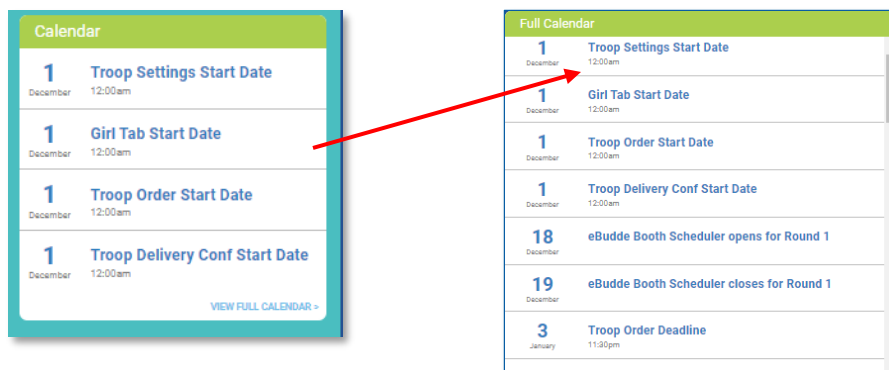 Calendar
1 Troop Settings Start Date
December 12:00am
1 Girl Tab Start Date
December 12:00am
1 Troop Order Start Date
December 12:00am
1 Troop Delivery Conf Start Date
December 12:00am
VIEW FULL CALENDAR >
Full Calendar
1 Troop Settings Start Date
December 12:00am
1 Girl Tab Start Date
December 12:00am
1 Troop Order Start Date
December 12:00am
1 Troop Delivery Conf Start Date
December 12:00am
18 eBudde Booth Scheduler opens for Round 1
December
19 eBudde Booth Scheduler closes for Round 1
December
3 Troop Order Deadline
January 11:30pm